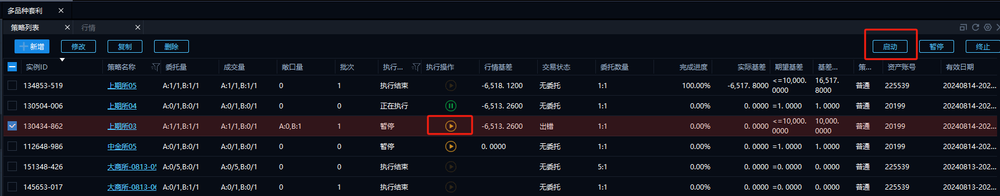 多品种套利
策略列表 行情
新增 修改 复制 删除 启动 暂停 终止
实例ID 策略名称 委托量 成交量 敞口量 批次 执行... 执行操作 行情基差 交易状态 委托数量 完成进度 实际基差 期望基差 基差... 策... 资产账号 有效日期
134853-519 上期所05 A:1/1,B:1/1 A:1/1,B:1/1 0 1 执行结束 -6,518.1200 无委托 1:1 100.00% -6,517.8000 <=10,000.0000 16,517.8000 普通 225539 20240814-202...
130504-006 上期所04 A:0/1,B:0/1 A:0/1,B:0/1 0 0 正在执行 -6,513.2600 无委托 1:1 0.00% 0.0000 =1.0000 1.0000 普通 20199 20240814-202...
130434-862 上期所03 A:1/1,B:1/1 A:1/1,B:0/1 A:0,B:1 1 暂停 -6,513.2600 出错 1:1 0.00% 0.0000 <=10,000.0000 10,000.0000 普通 20199 20240814-202...
112648-986 中金所05 A:0/1,B:0/1 A:0/1,B:0/1 0 0 暂停 0.0000 无委托 1:1 0.00% 0.0000 =1.0000 1.0000 普通 20199 20240814-202...
151348-426 大商所-0813-05 A:0/5,B:0/1 A:0/5,B:0/1 0 0 执行结束 无委托 5:1 0.00% 0.0000 =0.0000 0.0000 普通 225539 20240813-202...
145653-017 大商所-0813-06 A:0/1,B:1/1 A:0/1,B:0/1 0 1 执行结束 无委托 1:1 0.00% 0.0000 =0.0000 0.0000 普通 225539 20240813-202...